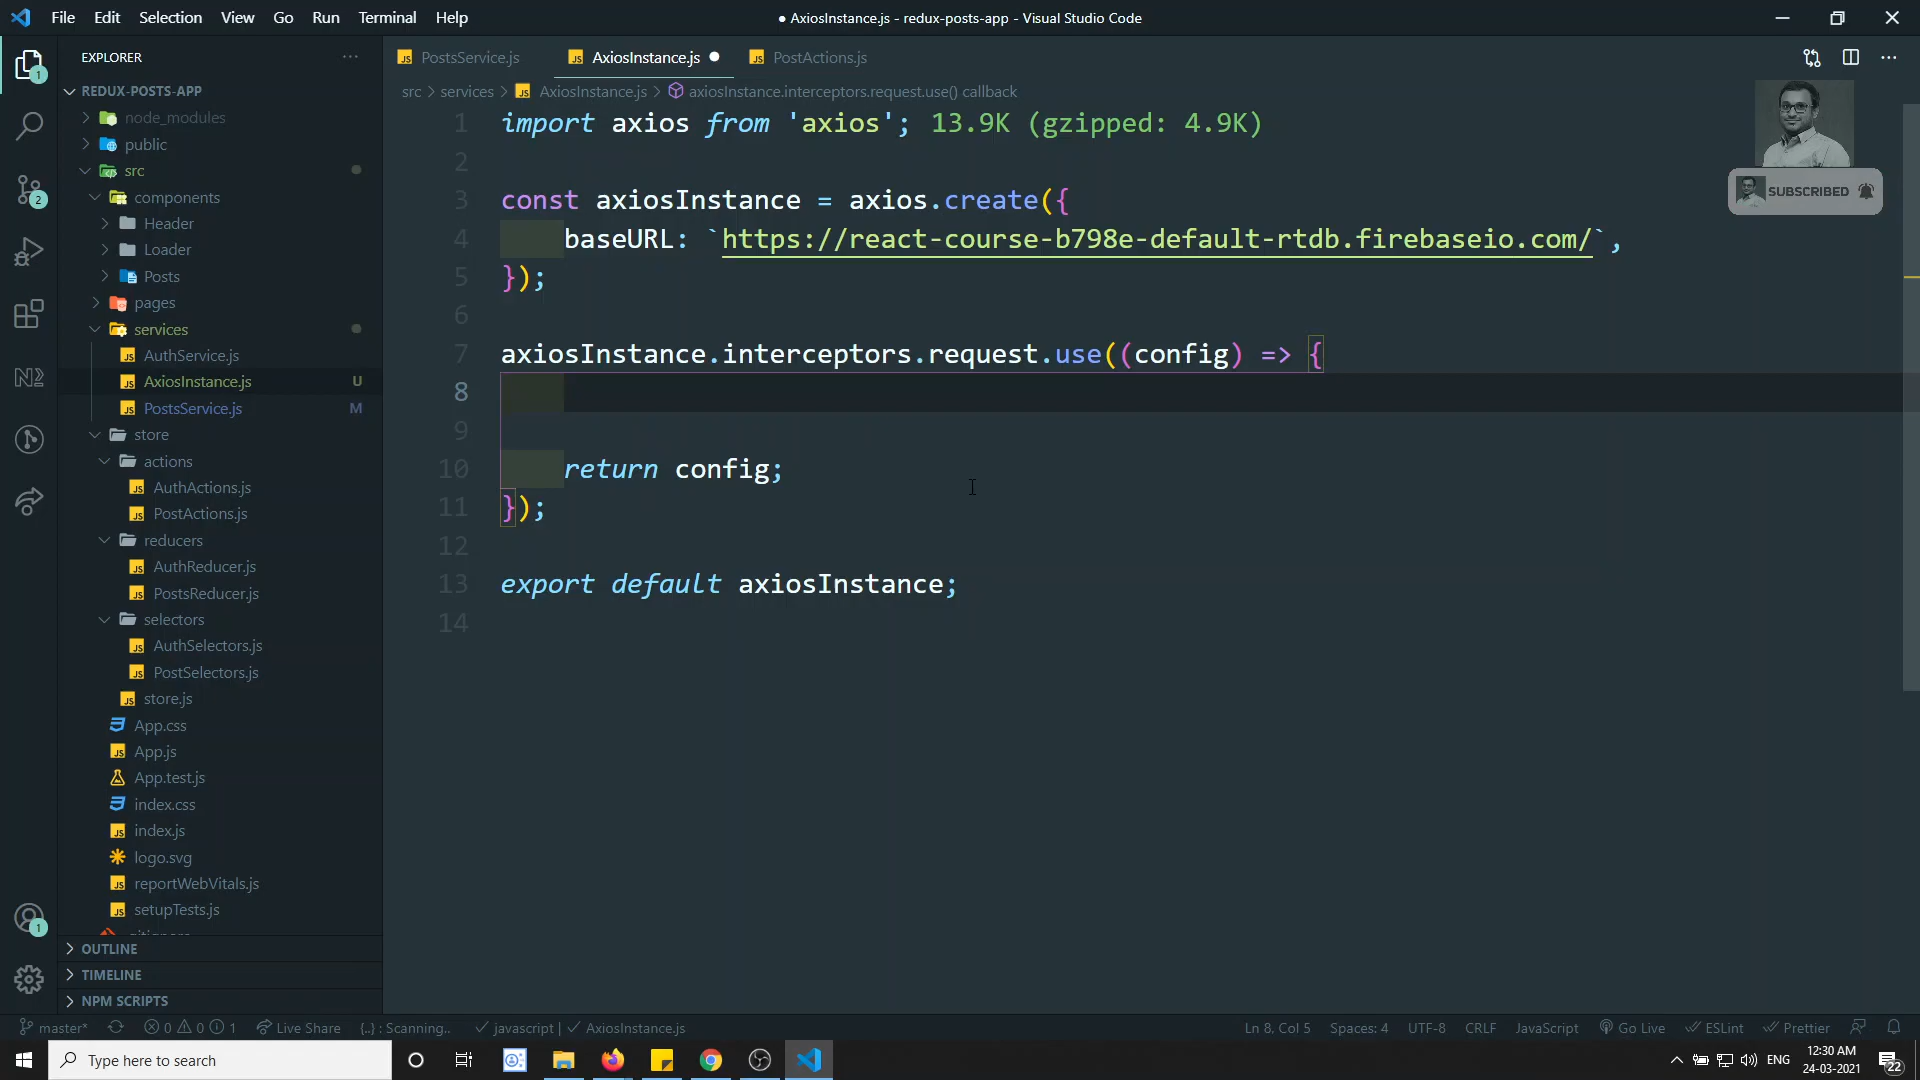 File Edit Selection View Go Run Terminal Help
● AxiosInstance.js - redux-posts-app - Visual Studio Code
EXPLORER
REDUX-POSTS-APP
node_modules
public
src
components
Header
Loader
Posts
pages
services
AuthService.js
AxiosInstance.js U
PostsService.js M
store
actions
AuthActions.js
PostActions.js
reducers
AuthReducer.js
PostsReducer.js
selectors
AuthSelectors.js
PostSelectors.js
store.js
App.css
App.js
App.test.js
index.css
index.js
logo.svg
reportWebVitals.js
setupTests.js
OUTLINE
TIMELINE
NPM SCRIPTS
PostsService.js AxiosInstance.js ● PostActions.js
src > services > AxiosInstance.js > axiosInstance.interceptors.request.use() callback
1 import axios from 'axios'; 13.9K (gzipped: 4.9K)
2
3 const axiosInstance = axios.create({
4 baseURL: `https://react-course-b798e-default-rtdb.firebaseio.com/`,
5 });
6
7 axiosInstance.interceptors.request.use((config) => {
8
9
10 return config;
11 });
12
13 export default axiosInstance;
14
SUBSCRIBED
master* 0 0 1 Live Share {..} : Scanning.. javascript | AxiosInstance.js
Ln 8, Col 5 Spaces: 4 UTF-8 CRLF JavaScript Go Live ESLint Prettier
Type here to search
ENG
12:30 AM
24-03-2021
22